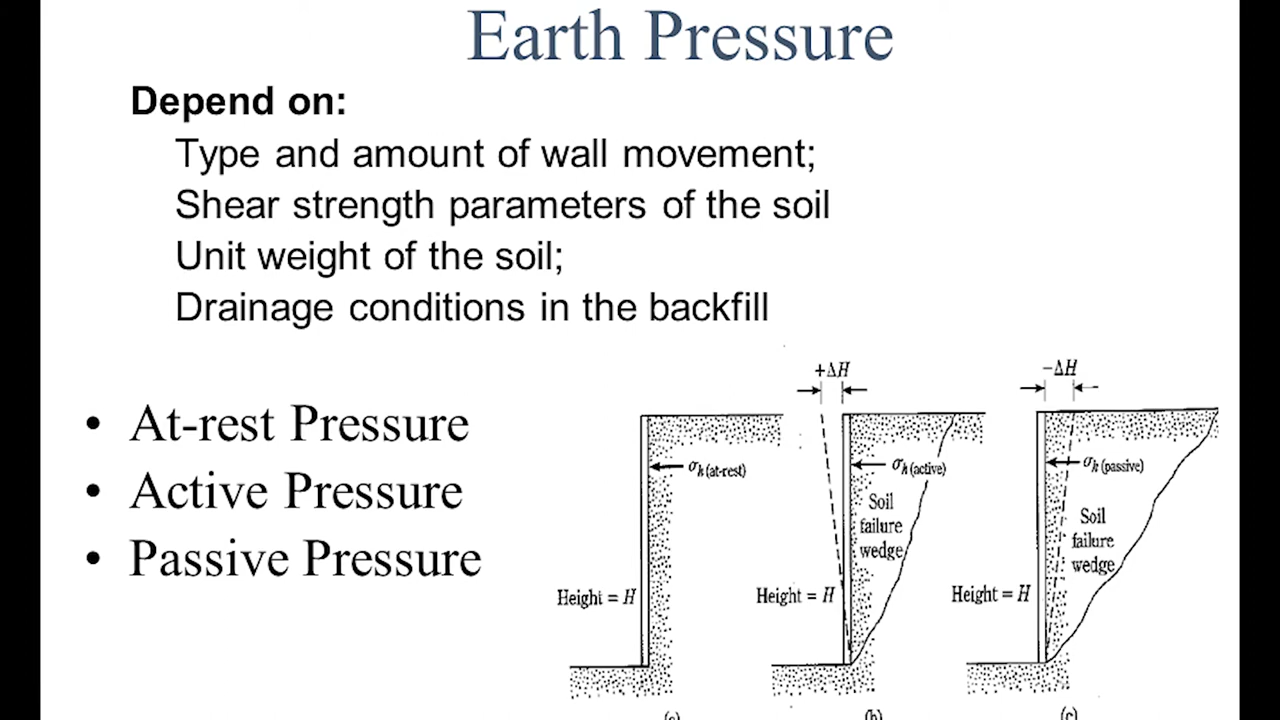 Earth Pressure
Depend on:
Type and amount of wall movement;
Shear strength parameters of the soil
Unit weight of the soil;
Drainage conditions in the backfill
• At-rest Pressure
• Active Pressure
• Passive Pressure
+ΔH
−ΔH
σh (at-rest)
σh (active)
σh (passive)
Soil
failure
wedge
Soil
failure
wedge
Height = H
Height = H
Height = H
(b)
(c)